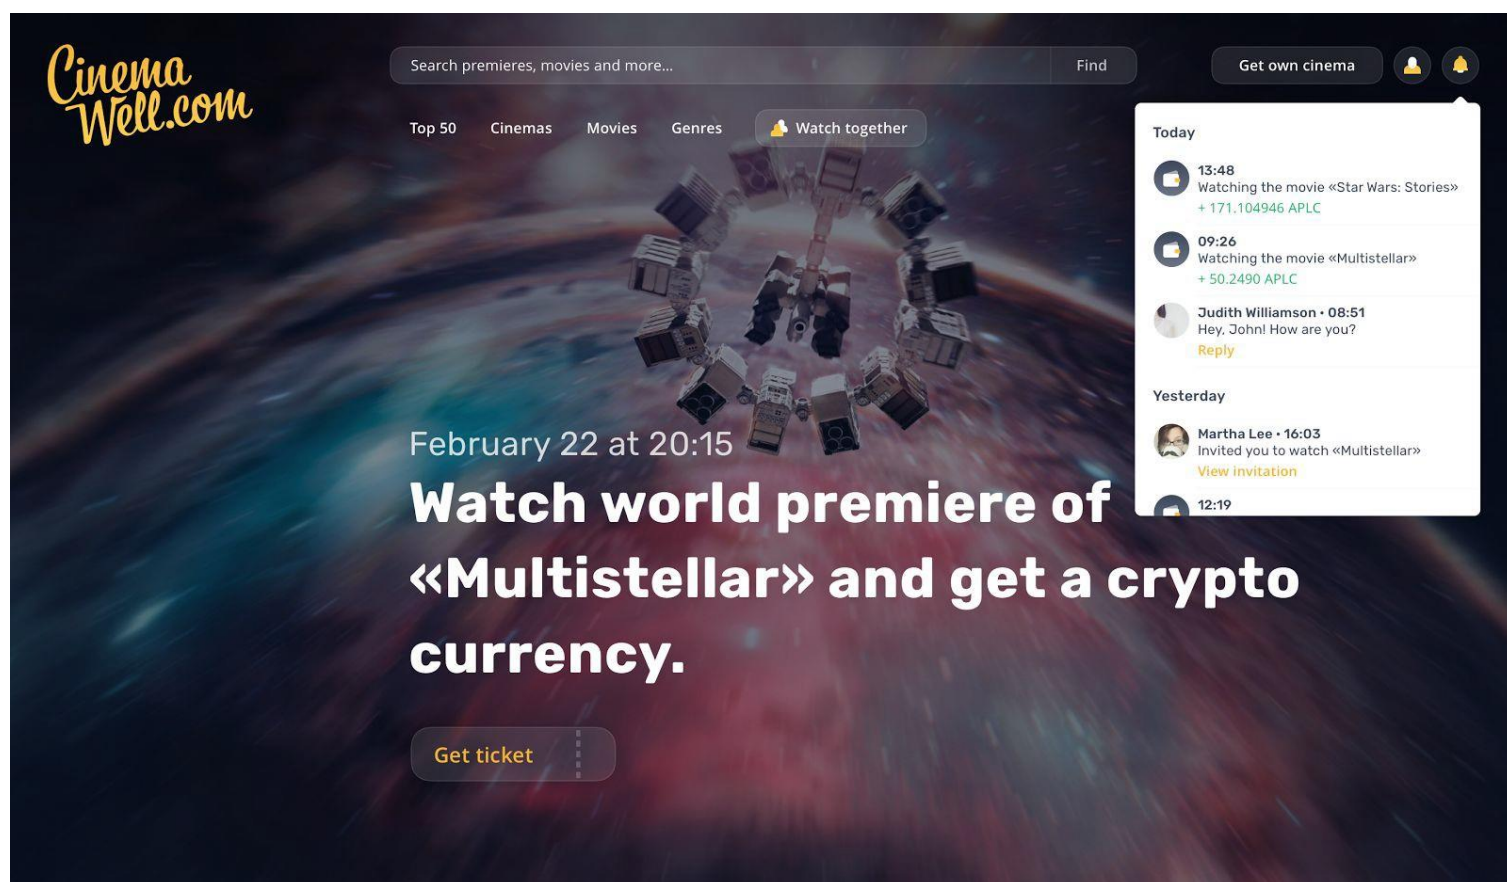 Cinema
Well.com
Search premieres, movies and more...
Find
Get own cinema
Top 50
Cinemas
Movies
Genres
Watch together
Today
13:48
Watching the movie «Star Wars: Stories»
+ 171.104946 APLC
09:26
Watching the movie «Multistellar»
+ 50.2490 APLC
Judith Williamson • 08:51
Hey, John! How are you?
Reply
Yesterday
Martha Lee • 16:03
Invited you to watch «Multistellar»
View invitation
12:19
February 22 at 20:15
Watch world premiere of
«Multistellar» and get a crypto
currency.
Get ticket